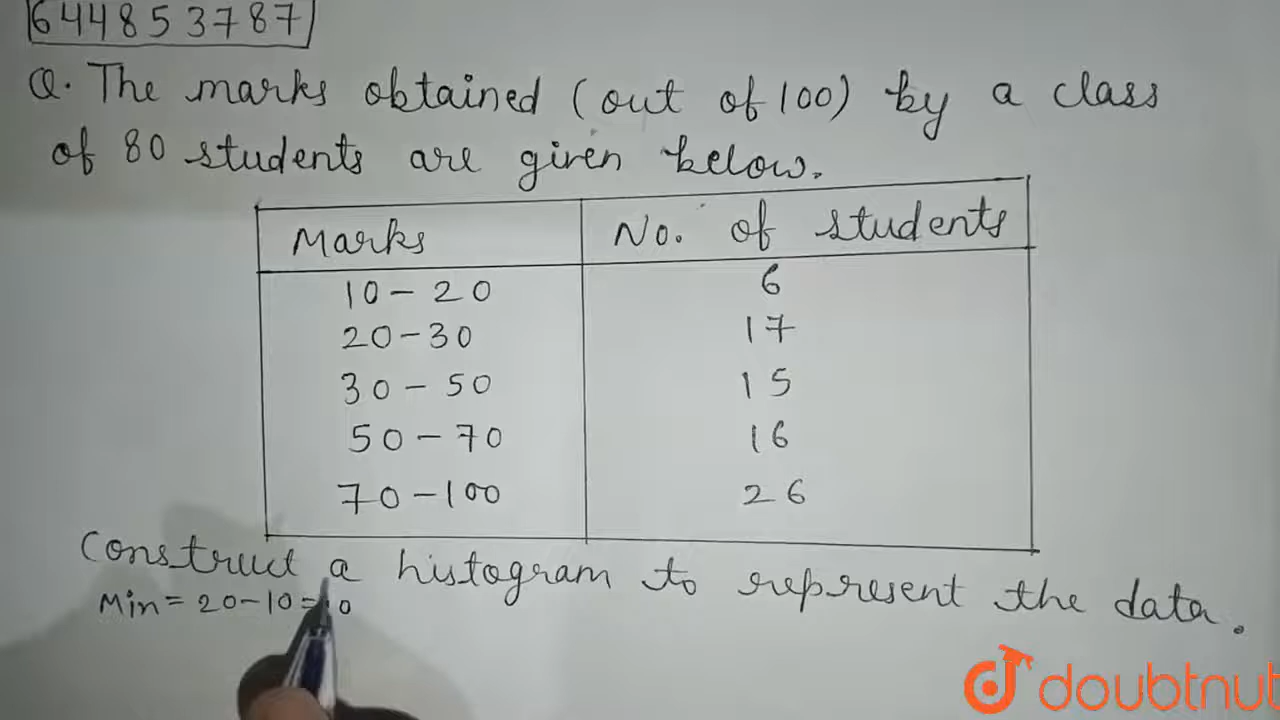 644853787
Q. The marks obtained (out of 100) by a class
of 80 students are given below.
Marks No. of students
10-20 6
20-30 17
30-50 15
50-70 16
70-100 26
Construct a histogram to represent the data.
Min = 20-10=10
doubtnut